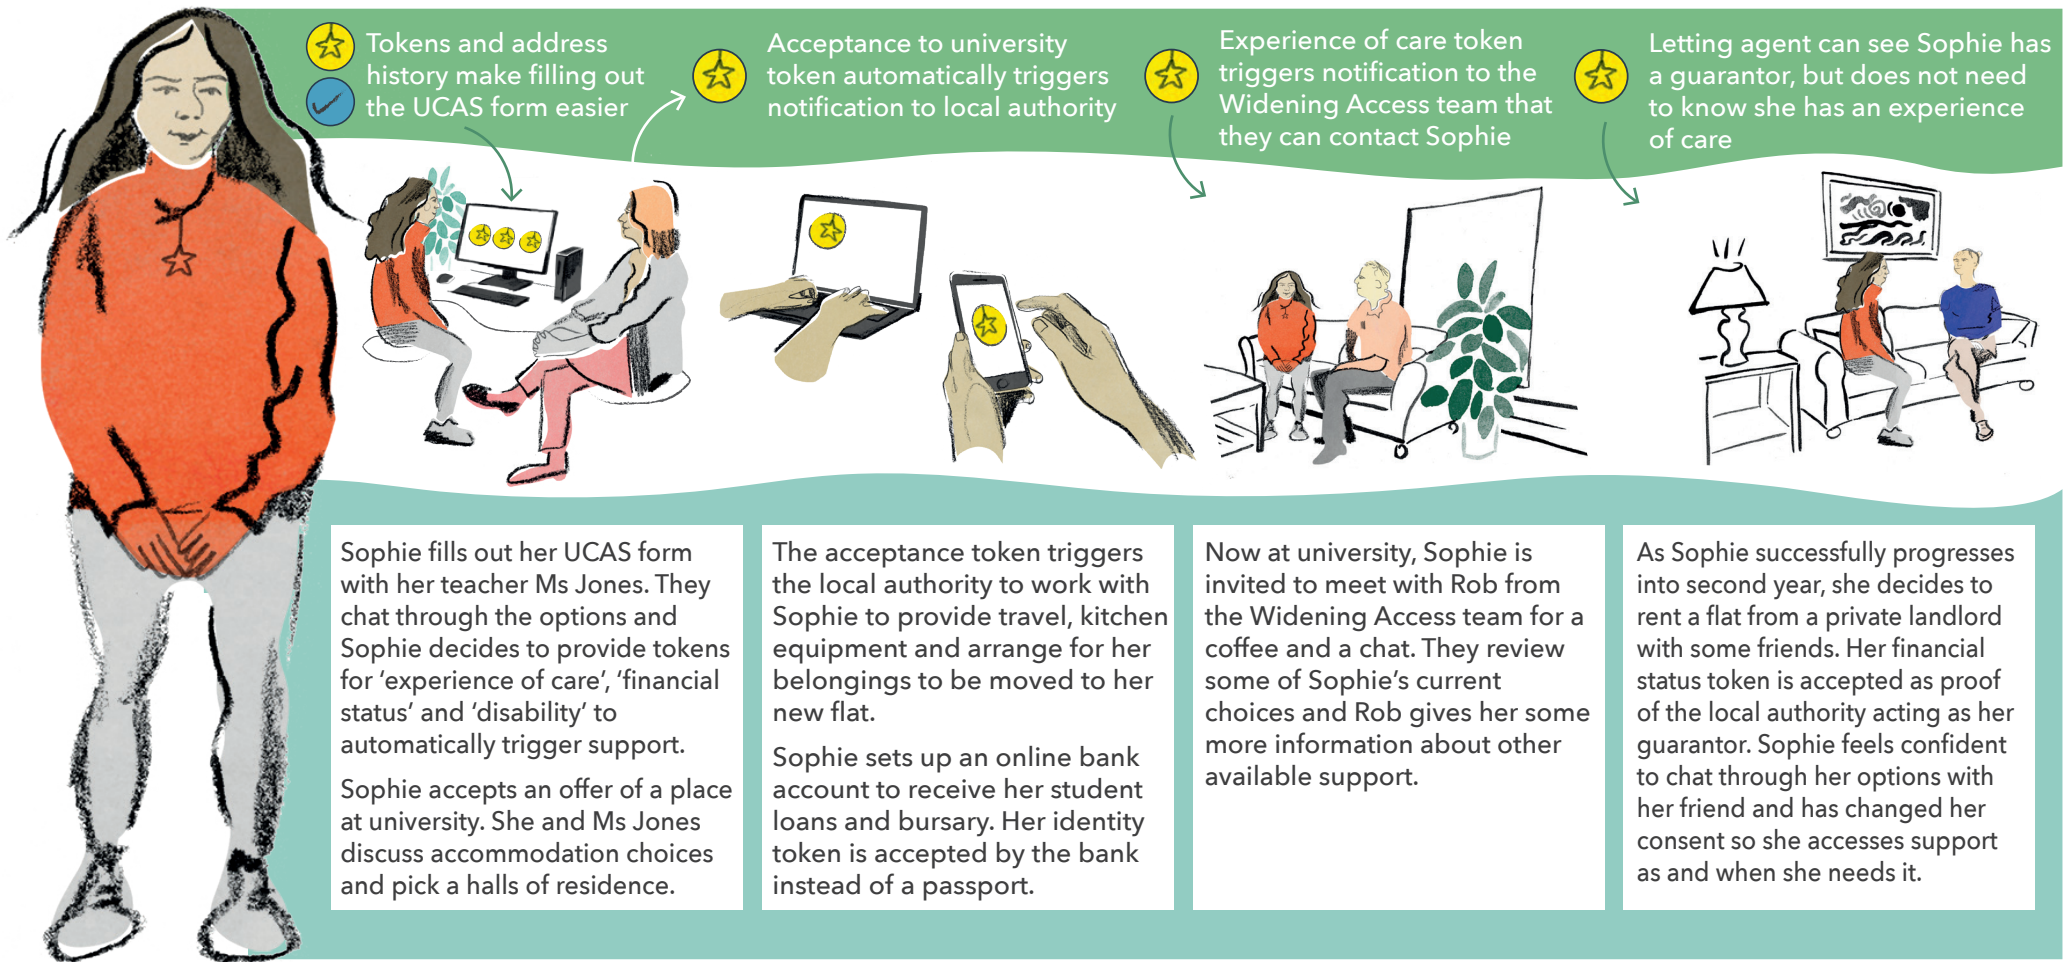 Tokens and address
history make filling out
the UCAS form easier
Acceptance to university
token automatically triggers
notification to local authority
Experience of care token
triggers notification to the
Widening Access team that
they can contact Sophie
Letting agent can see Sophie has
a guarantor, but does not need
to know she has an experience
of care
Sophie fills out her UCAS form
with her teacher Ms Jones. They
chat through the options and
Sophie decides to provide tokens
for ‘experience of care’, ‘financial
status’ and ‘disability’ to
automatically trigger support.
Sophie accepts an offer of a place
at university. She and Ms Jones
discuss accommodation choices
and pick a halls of residence.
The acceptance token triggers
the local authority to work with
Sophie to provide travel, kitchen
equipment and arrange for her
belongings to be moved to her
new flat.
Sophie sets up an online bank
account to receive her student
loans and bursary. Her identity
token is accepted by the bank
instead of a passport.
Now at university, Sophie is
invited to meet with Rob from
the Widening Access team for a
coffee and a chat. They review
some of Sophie’s current
choices and Rob gives her some
more information about other
available support.
As Sophie successfully progresses
into second year, she decides to
rent a flat from a private landlord
with some friends. Her financial
status token is accepted as proof
of the local authority acting as her
guarantor. Sophie feels confident
to chat through her options with
her friend and has changed her
consent so she accesses support
as and when she needs it.